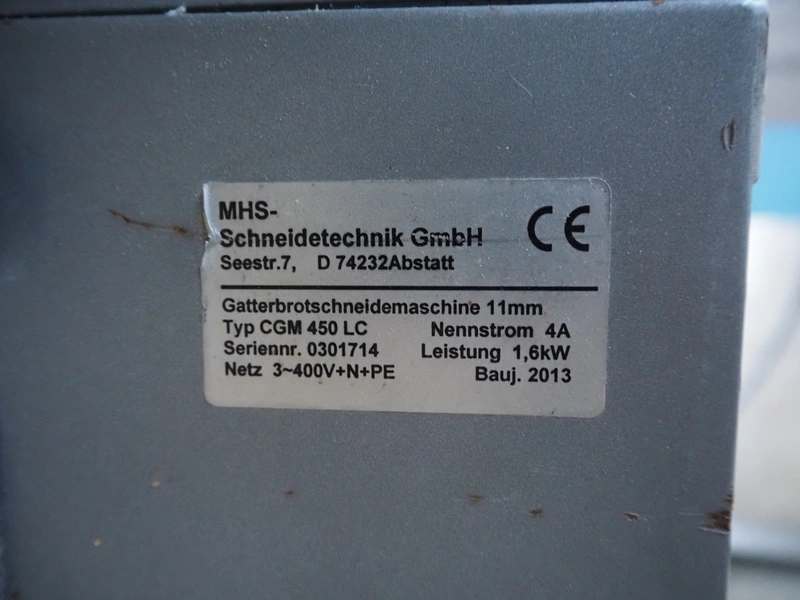 MHS-
Schneidetechnik GmbH
CE
Seestr.7, D 74232Abstatt
Gatterbrotschneidemaschine 11mm
Typ CGM 450 LC Nennstrom 4A
Seriennr. 0301714 Leistung 1,6kW
Netz 3~400V+N+PE Bauj. 2013